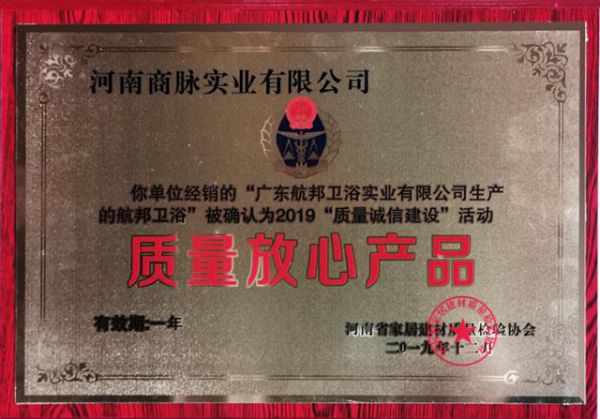 河南商脉实业有限公司
你单位经销的“广东航邦卫浴实业有限公司生产
的航邦卫浴”被确认为2019“质量诚信建设”活动
质量放心产品
有效期:一年
河南省家居建材质量检验协会
二〇一九年十二月